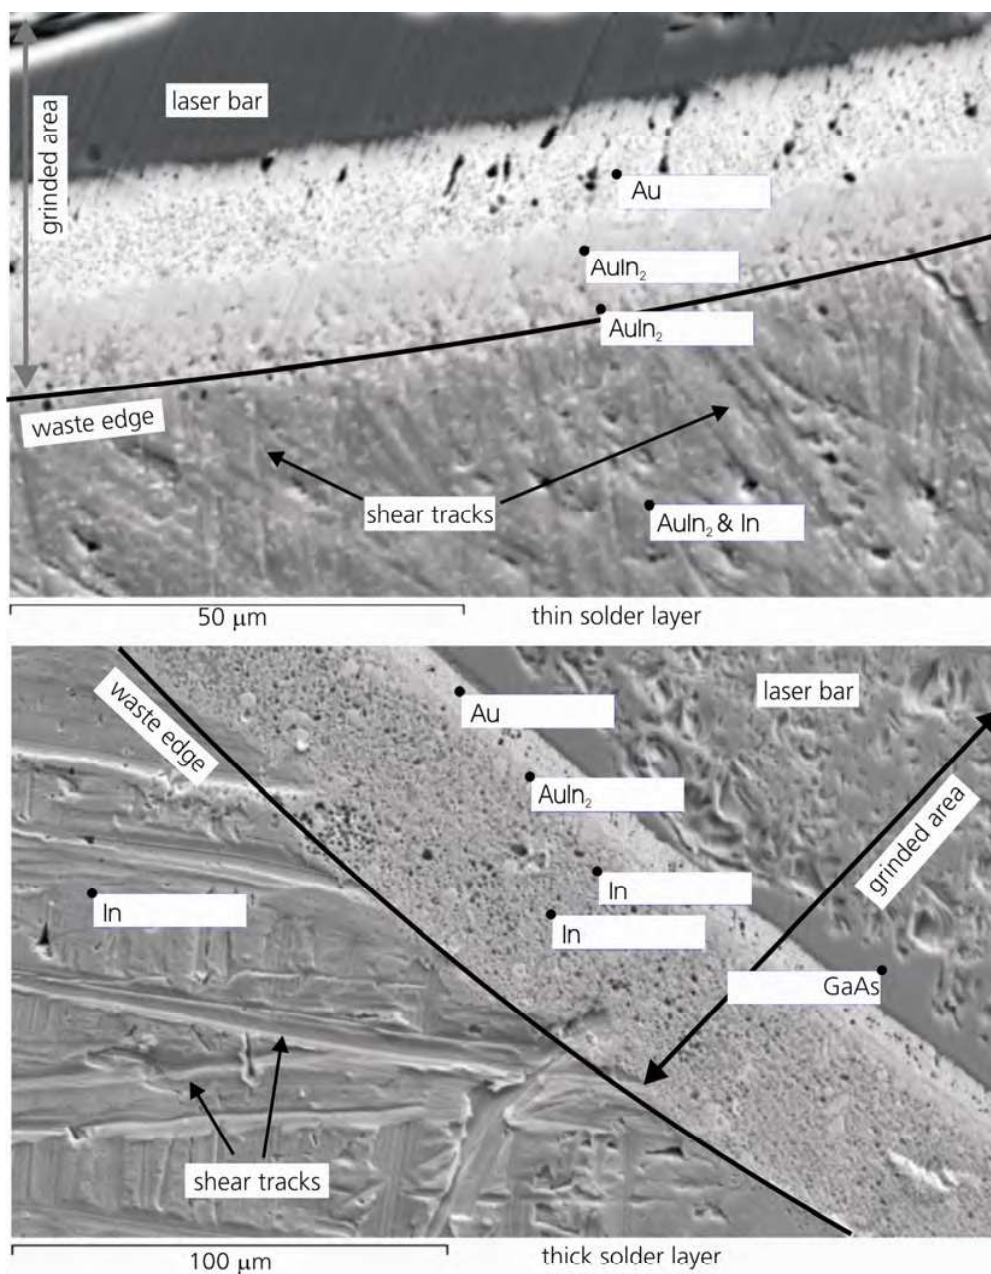 laser bar
grinded area
Au
AuIn₂
AuIn₂
waste edge
shear tracks
AuIn₂ & In
50 µm
thin solder layer
waste edge
laser bar
Au
AuIn₂
grinded area
In
In
In
GaAs
shear tracks
100 µm
thick solder layer